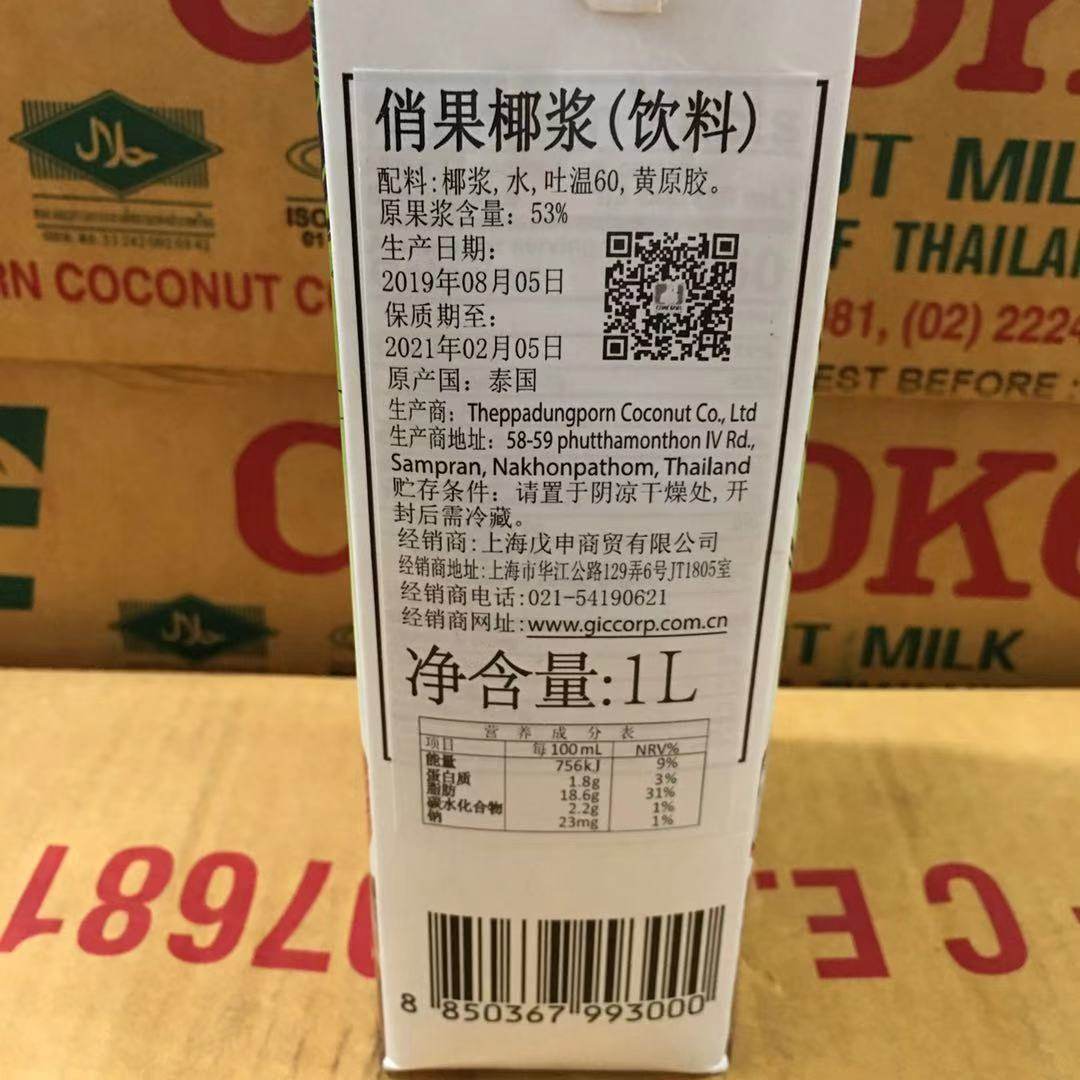 俏果椰浆(饮料)
配料:椰浆,水,吐温60,黄原胶。
原果浆含量：53%
生产日期：
2019年08月05日
保质期至：
2021年02月05日
原产国：泰国
生产商：Theppadungporn Coconut Co., Ltd
生产商地址：58-59 phutthamonthon IV Rd.,
Sampran, Nakhonpathom, Thailand
贮存条件：请置于阴凉干燥处,开
封后需冷藏。
经销商:上海戊申商贸有限公司
经销商地址:上海市华江公路129弄6号JT1805室
经销商电话:021-54190621
经销商网址:www.giccorp.com.cn
净含量:1L
营养成分表
项目 每100mL NRV%
能量 756kJ 9%
蛋白质 1.8g 3%
脂肪 18.6g 31%
碳水化合物 2.2g 1%
钠 23mg 1%
8 850367 993000
حلال
ISO
UT MILK
F THAILA
RN COCONUT C
081, (02) 2224
EST BEFORE :
C
OKO
T MILK
07681
C.E.